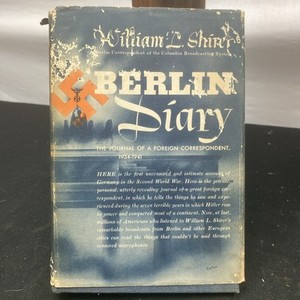 William L. Shirer
Berlin Correspondent of the Columbia Broadcasting System
BERLIN
Diary
THE JOURNAL OF A FOREIGN CORRESPONDENT,
1934-1941
HERE is the first uncensored and intimate account of
Germany in the Second World War. Here is the private,
personal, utterly revealing journal of a great foreign cor-
respondent, in which he tells the things he saw and expe-
rienced during the seven terrible years in which Hitler rose
to power and conquered most of a continent. Now, at last,
millions of Americans who listened to William L. Shirer's
remarkable broadcasts from Berlin and other European
cities can read the things that he couldn't say through
censored microphones.